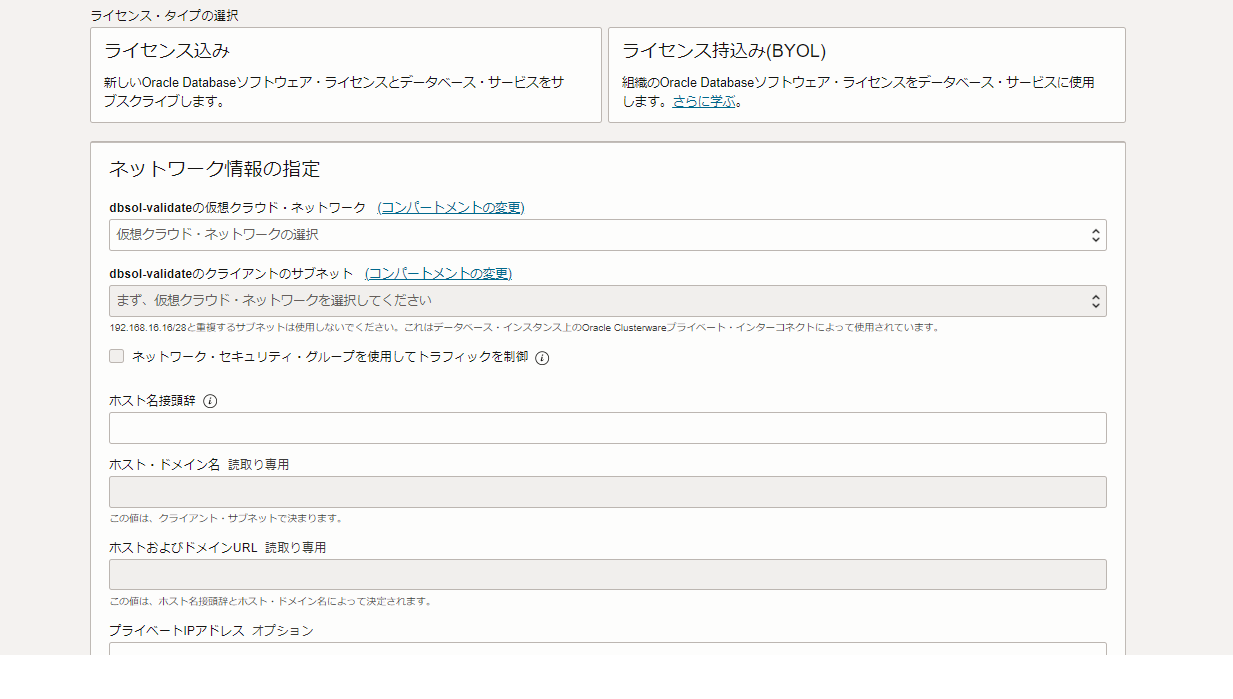 ライセンス・タイプの選択
ライセンス込み
新しいOracle Databaseソフトウェア・ライセンスとデータベース・サービスをサ
ブスクライブします。
ライセンス持込み(BYOL)
組織のOracle Databaseソフトウェア・ライセンスをデータベース・サービスに使用
します。さらに学ぶ。
ネットワーク情報の指定
dbsol-validateの仮想クラウド・ネットワーク (コンパートメントの変更)
仮想クラウド・ネットワークの選択
dbsol-validateのクライアントのサブネット (コンパートメントの変更)
まず、仮想クラウド・ネットワークを選択してください
192.168.16.16/28と重複するサブネットは使用しないでください。これはデータベース・インスタンス上のOracle Clusterwareプライベート・インターコネクトによって使用されています。
ネットワーク・セキュリティ・グループを使用してトラフィックを制御
ホスト名接頭辞
ホスト・ドメイン名 読取り専用
この値は、クライアント・サブネットで決まります。
ホストおよびドメインURL 読取り専用
この値は、ホスト名接頭辞とホスト・ドメイン名によって決定されます。
プライベートIPアドレス オプション